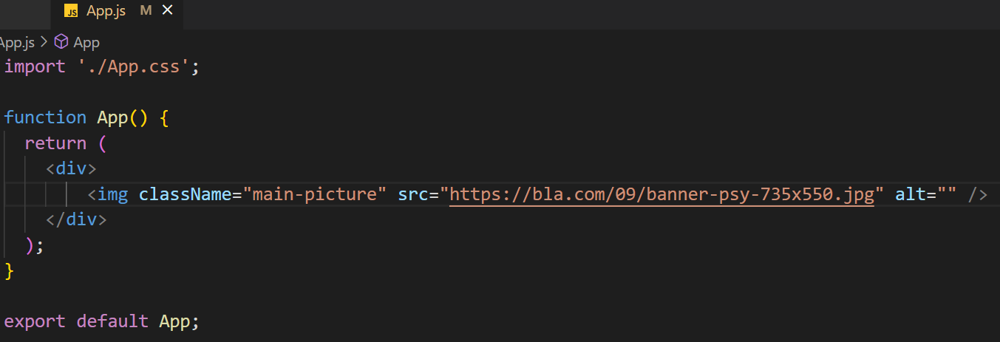 JS App.js M
App.js > App
import './App.css';
function App() {
return (
<div>
<img className="main-picture" src="https://bla.com/09/banner-psy-735x550.jpg" alt="" />
</div>
);
}
export default App;